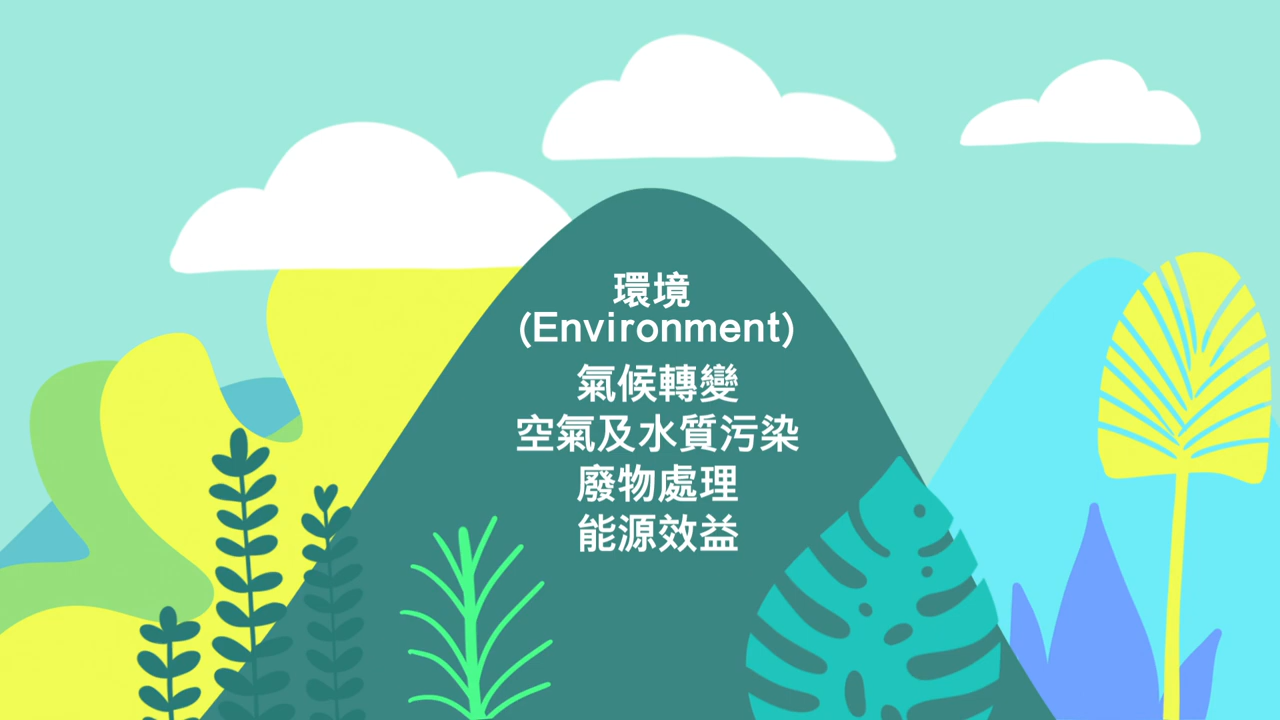 環境
(Environment)
氣候轉變
空氣及水質污染
廢物處理
能源效益